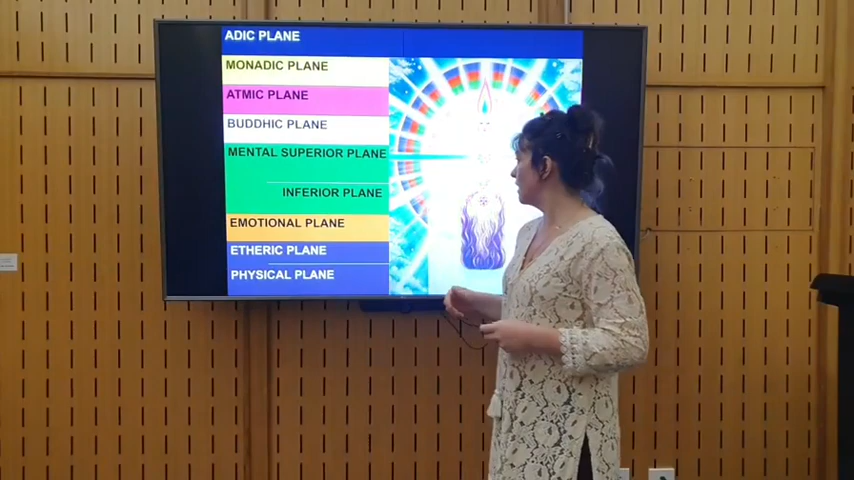 ADIC PLANE
MONADIC PLANE
ATMIC PLANE
BUDDHIC PLANE
MENTAL SUPERIOR PLANE
INFERIOR PLANE
EMOTIONAL PLANE
ETHERIC PLANE
PHYSICAL PLANE